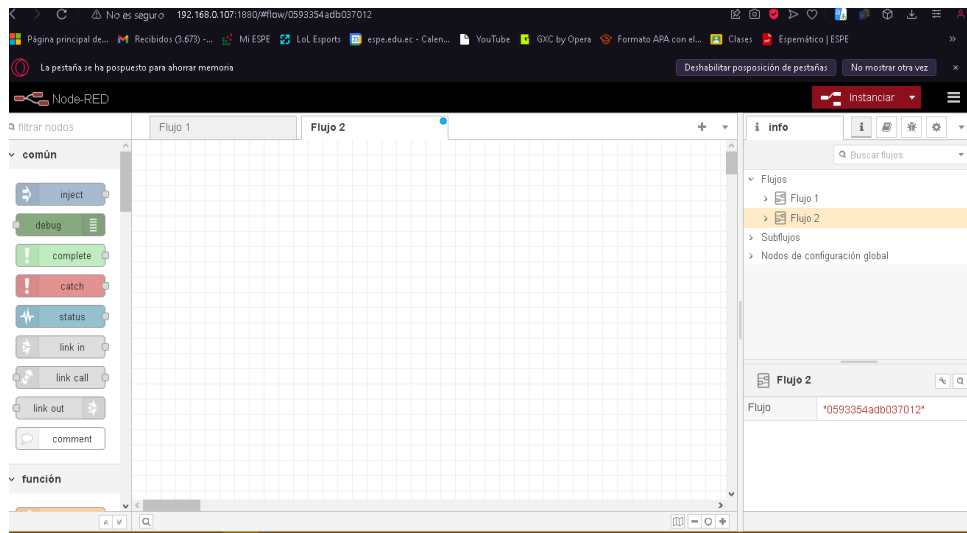 No es seguro 192.168.0.107:1880/#flow/0593354adb037012
Página principal de... Recibidos (3.673) -... Mi ESPE LoL Esports espe.edu.ec - Calen... YouTube GXC by Opera Formato APA con el... Clases Espemático | ESPE »
La pestaña se ha pospuesto para ahorrar memoria Deshabilitar posposición de pestañas No mostrar otra vez ×
Node-RED Instanciar
filtrar nodos
Flujo 1 Flujo 2
común
inject
debug
complete
catch
status
link in
link call
link out
comment
función
i info i
Buscar flujos
Flujos
Flujo 1
Flujo 2
Subflujos
Nodos de configuración global
Flujo 2
Flujo "0593354adb037012"